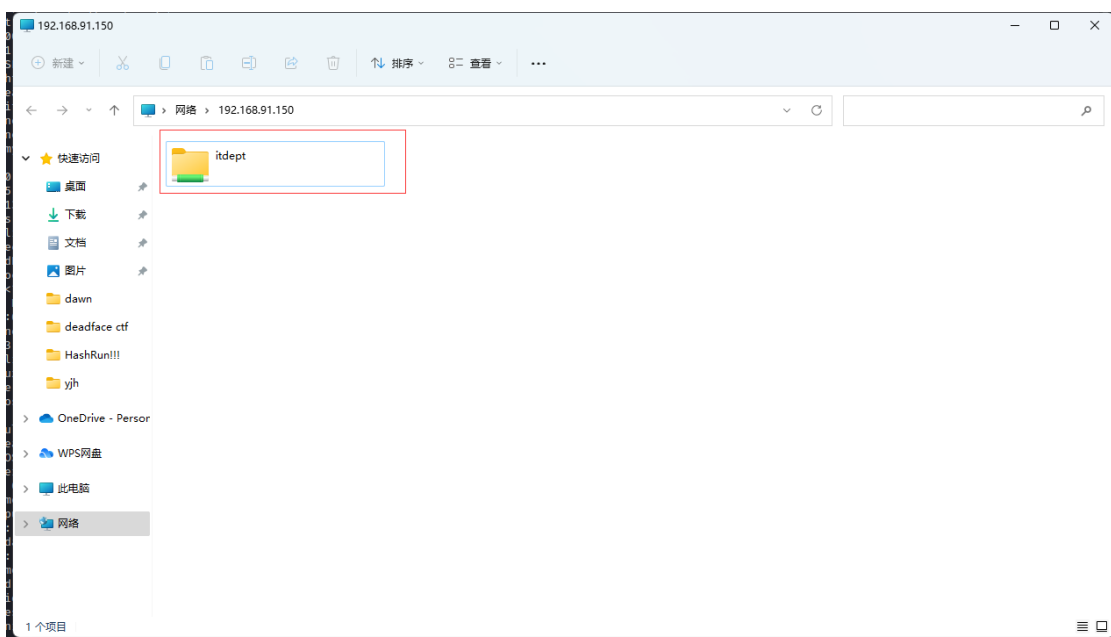 192.168.91.150
新建
排序
查看
网络 › 192.168.91.150
快速访问
itdept
桌面
下载
文档
图片
dawn
deadface ctf
HashRun!!!
yjh
OneDrive - Person
WPS网盘
此电脑
网络
1 个项目